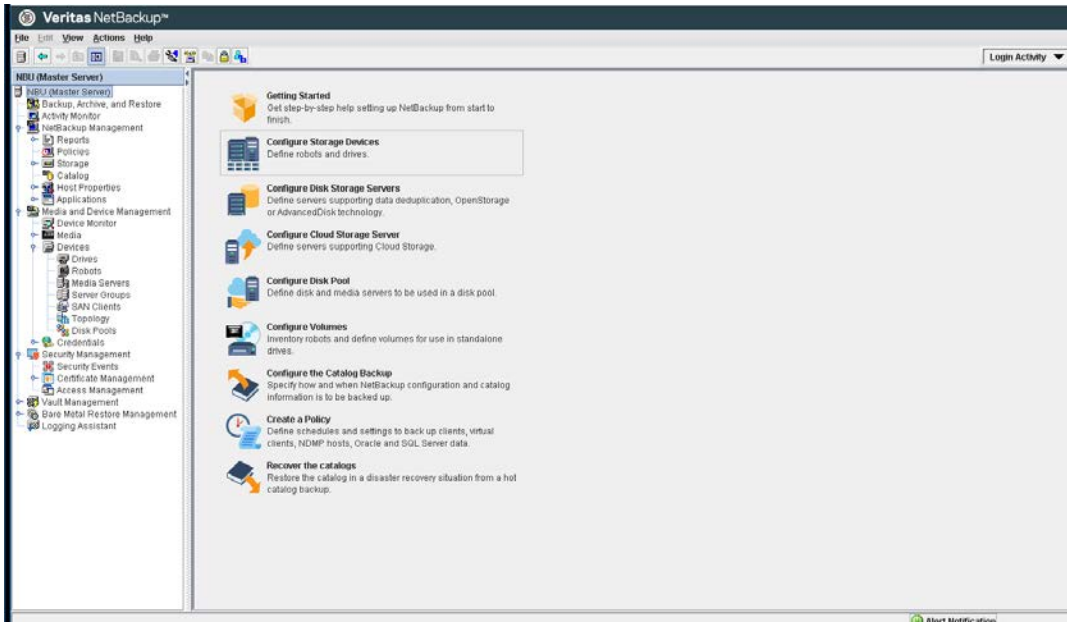 Veritas NetBackup™
File Edit View Actions Help
Login Activity
NBU (Master Server)
NBU (Master Server)
Backup, Archive, and Restore
Activity Monitor
NetBackup Management
Reports
Policies
Storage
Catalog
Host Properties
Applications
Media and Device Management
Device Monitor
Media
Devices
Drives
Robots
Media Servers
Server Groups
SAN Clients
Topology
Disk Pools
Credentials
Security Management
Security Events
Certificate Management
Access Management
Vault Management
Bare Metal Restore Management
Logging Assistant
Getting Started
Get step-by-step help setting up NetBackup from start to
finish.
Configure Storage Devices
Define robots and drives.
Configure Disk Storage Servers
Define servers supporting data deduplication, OpenStorage
or AdvancedDisk technology.
Configure Cloud Storage Server
Define servers supporting Cloud Storage.
Configure Disk Pool
Define disk and media servers to be used in a disk pool.
Configure Volumes
Inventory robots and define volumes for use in standalone
drives.
Configure the Catalog Backup
Specify how and when NetBackup configuration and catalog
information is to be backed up.
Create a Policy
Define schedules and settings to back up clients, virtual
clients, NDMP hosts, Oracle and SQL Server data.
Recover the catalogs
Restore the catalog in a disaster recovery situation from a hot
catalog backup.
Alert Notification